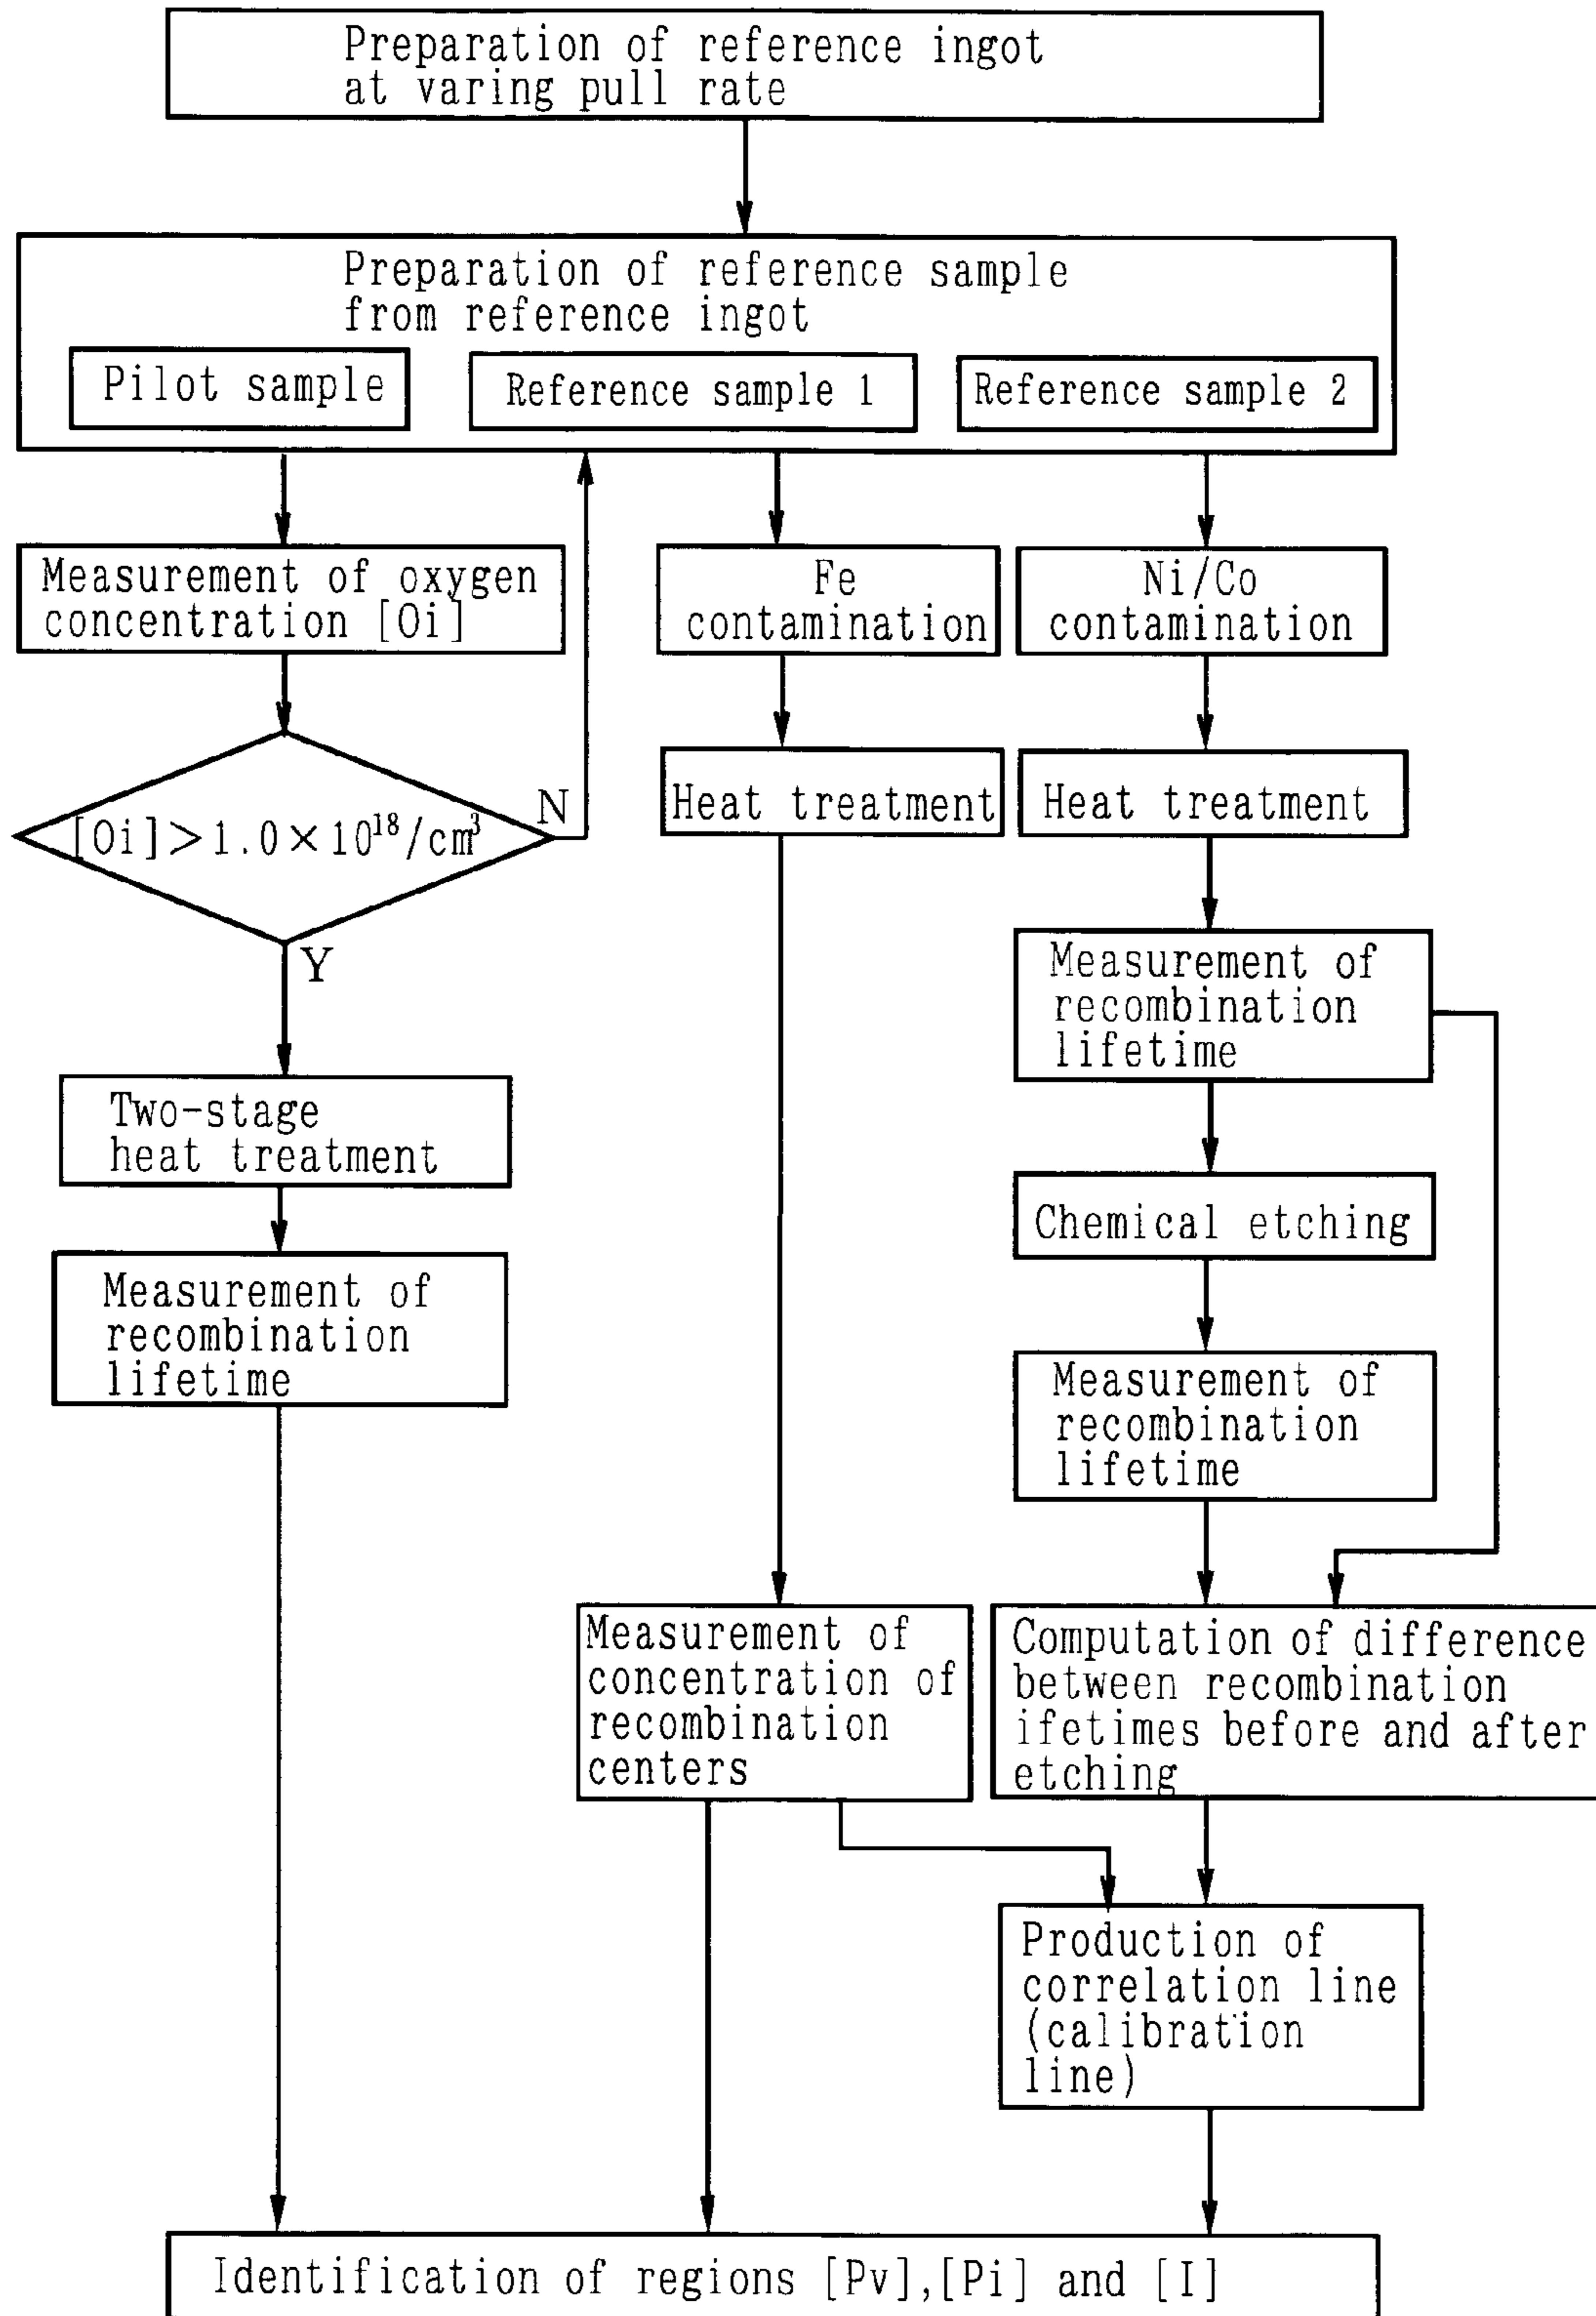 Preparation of reference ingot
at varing pull rate
Preparation of reference sample
from reference ingot
Pilot sample
Reference sample 1
Reference sample 2
Measurement of oxygen
concentration [Oi]
Fe
contamination
Ni/Co
contamination
[Oi]>1.0×10¹⁸/cm³
N
Y
Heat treatment
Heat treatment
Measurement of
recombination
lifetime
Two-stage
heat treatment
Chemical etching
Measurement of
recombination
lifetime
Measurement of
recombination
lifetime
Measurement of
concentration of
recombination
centers
Computation of difference
between recombination
ifetimes before and after
etching
Production of
correlation line
(calibration
line)
Identification of regions [Pv],[Pi] and [I]